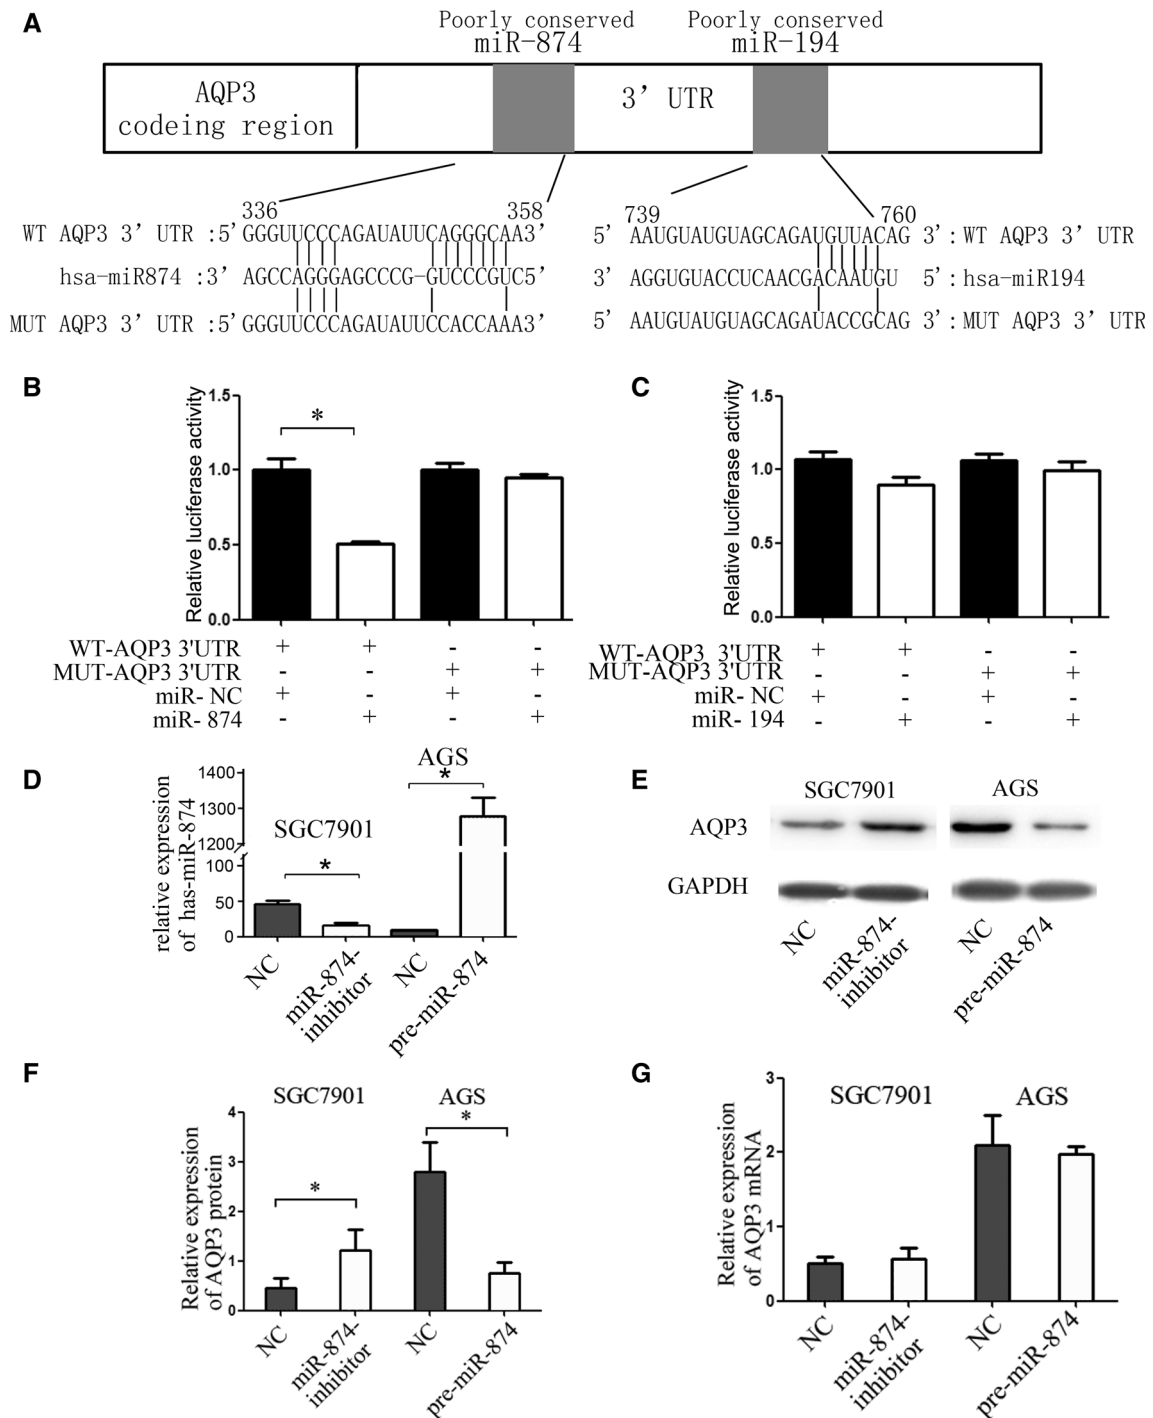 A
Poorly conserved
miR-874
Poorly conserved
miR-194
AQP3
codeing region
3' UTR
336
358
739
760
WT AQP3 3' UTR :5' GGGUUCCCAGAUAUUCAGGGCAA3'
5' AAUGUAUGUAGCAGAUGUUACAG 3':WT AQP3 3' UTR
hsa-miR874 :3' AGCCAGGGAGCCCG-GUCCCGUC5'
3' AGGUGUACCUCAACGACAAUGU 5':hsa-miR194
MUT AQP3 3' UTR :5' GGGUUCCCAGAUAUUCCACCAAA3'
5' AAUGUAUGUAGCAGAUACCGCAG 3':MUT AQP3 3' UTR
B
Relative luciferase activity
1.5
1.0
0.5
0.0
*
WT-AQP3 3'UTR + + - -
MUT-AQP3 3'UTR - - + +
miR- NC + - + -
miR- 874 - + - +
C
Relative luciferase activity
1.5
1.0
0.5
0.0
WT-AQP3 3'UTR + + - -
MUT-AQP3 3'UTR - - + +
miR- NC + - + -
miR- 194 - + - +
D
relative expression
of has-miR-874
1400
1300
1200
100
50
0
SGC7901
*
AGS
*
NC
miR-874-
inhibitor
NC
pre-miR-874
E
SGC7901
AGS
AQP3
GAPDH
NC
miR-874-
inhibitor
NC
pre-miR-874
F
Relative expression
of AQP3 protein
4
3
2
1
0
SGC7901
*
AGS
*
NC
miR-874-
inhibitor
NC
pre-miR-874
G
Relative expression
of AQP3 mRNA
3
2
1
0
SGC7901
AGS
NC
miR-874-
inhibitor
NC
pre-miR-874